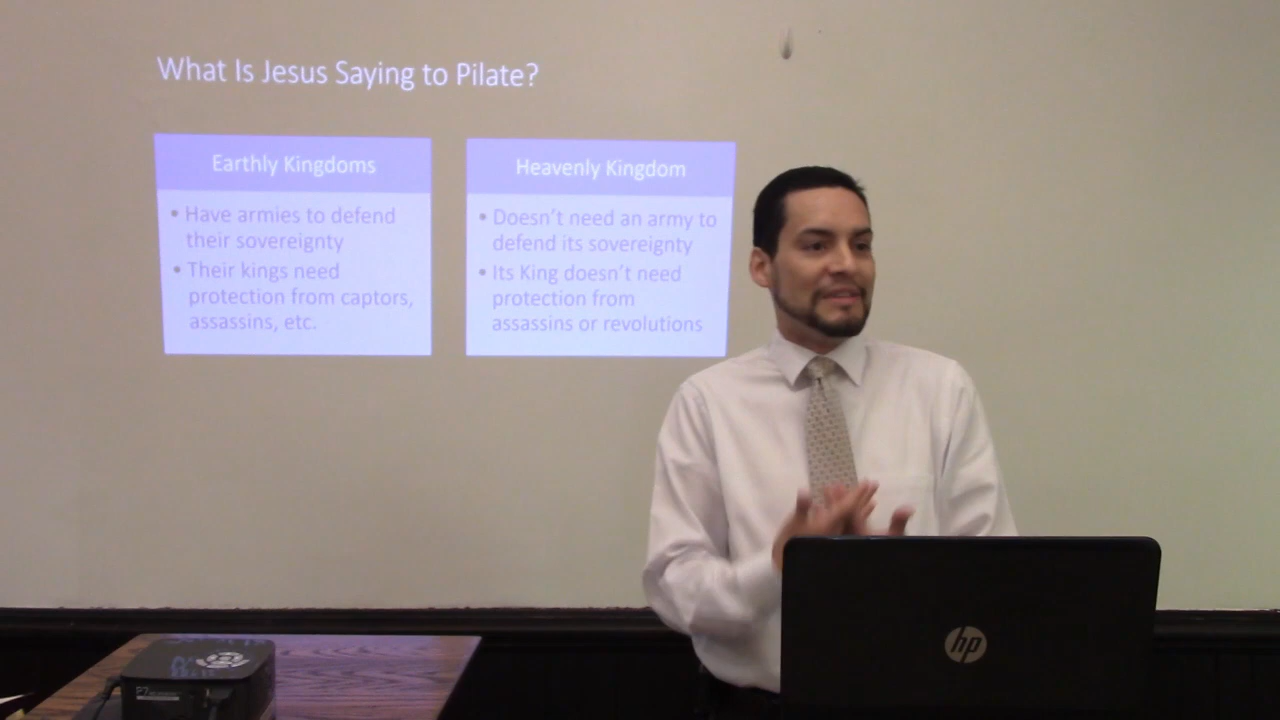 What Is Jesus Saying to Pilate?
Earthly Kingdoms
• Have armies to defend
their sovereignty
• Their kings need
protection from captors,
assassins, etc.
Heavenly Kingdom
• Doesn't need an army to
defend its sovereignty
• Its King doesn't need
protection from
assassins or revolutions
hp
P7